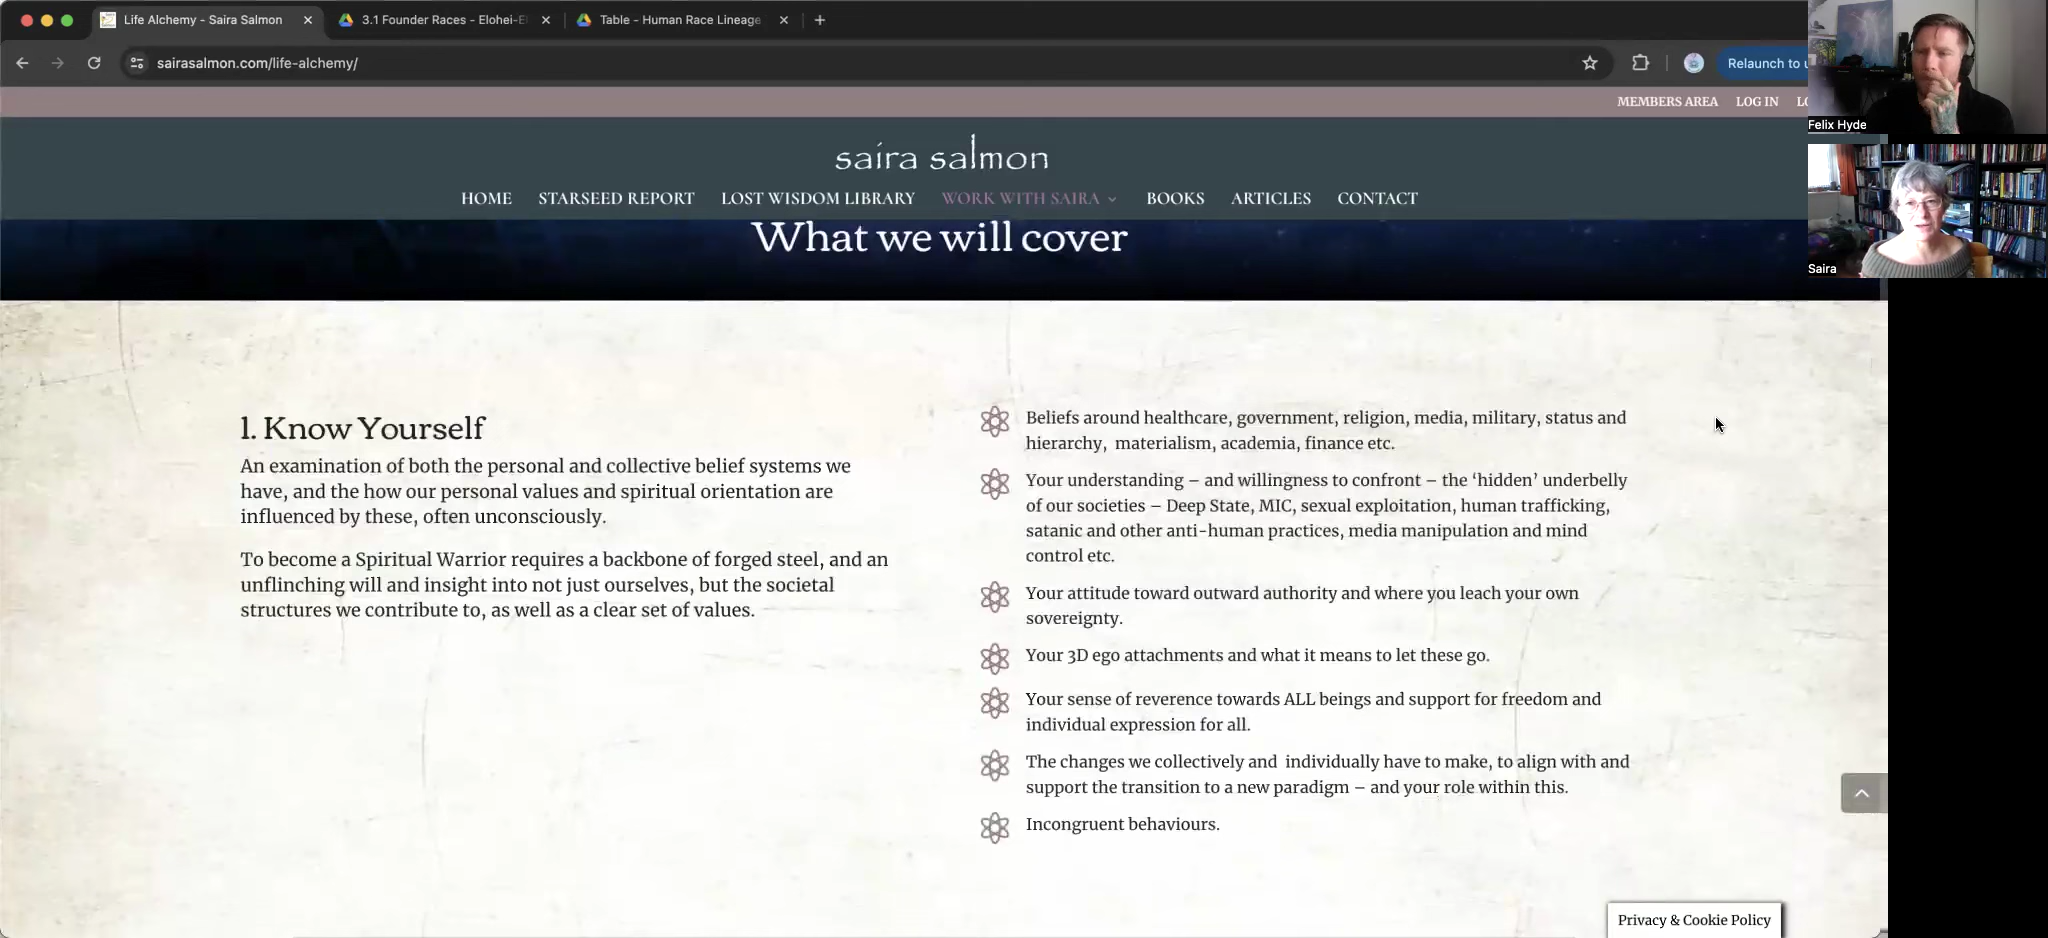 Life Alchemy - Saira Salmon
3.1 Founder Races - Elohei-E
Table - Human Race Lineage
sairasalmon.com/life-alchemy/
Relaunch to
MEMBERS AREA LOG IN
Felix Hyde
saira salmon
HOME STARSEED REPORT LOST WISDOM LIBRARY WORK WITH SAIRA BOOKS ARTICLES CONTACT
Saira
What we will cover
1. Know Yourself
An examination of both the personal and collective belief systems we
have, and the how our personal values and spiritual orientation are
influenced by these, often unconsciously.
To become a Spiritual Warrior requires a backbone of forged steel, and an
unflinching will and insight into not just ourselves, but the societal
structures we contribute to, as well as a clear set of values.
Beliefs around healthcare, government, religion, media, military, status and
hierarchy, materialism, academia, finance etc.
Your understanding – and willingness to confront – the ‘hidden’ underbelly
of our societies – Deep State, MIC, sexual exploitation, human trafficking,
satanic and other anti-human practices, media manipulation and mind
control etc.
Your attitude toward outward authority and where you leach your own
sovereignty.
Your 3D ego attachments and what it means to let these go.
Your sense of reverence towards ALL beings and support for freedom and
individual expression for all.
The changes we collectively and individually have to make, to align with and
support the transition to a new paradigm – and your role within this.
Incongruent behaviours.
Privacy & Cookie Policy